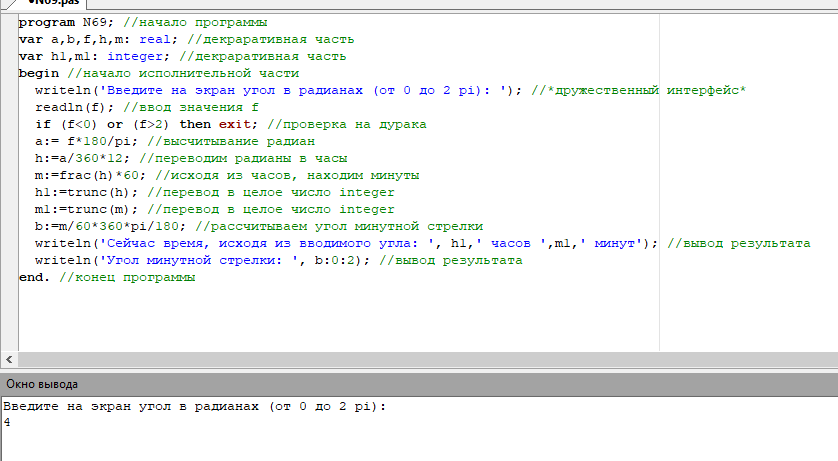 •N69.pas
program N69; //начало программы
var a,b,f,h,m: real; //декраративная часть
var h1,m1: integer; //декраративная часть
begin //начало исполнительной части
writeln('Введите на экран угол в радианах (от 0 до 2 pi): '); //*дружественный интерфейс*
readln(f); //ввод значения f
if (f<0) or (f>2) then exit; //проверка на дурака
a:= f*180/pi; //высчитывание радиан
h:=a/360*12; //переводим радианы в часы
m:=frac(h)*60; //исходя из часов, находим минуты
h1:=trunc(h); //перевод в целое число integer
m1:=trunc(m); //перевод в целое число integer
b:=m/60*360*pi/180; //рассчитываем угол минутной стрелки
writeln('Сейчас время, исходя из вводимого угла: ', h1,' часов ',m1,' минут'); //вывод результата
writeln('Угол минутной стрелки: ', b:0:2); //вывод результата
end. //конец программы
Окно вывода
Введите на экран угол в радианах (от 0 до 2 pi):
4